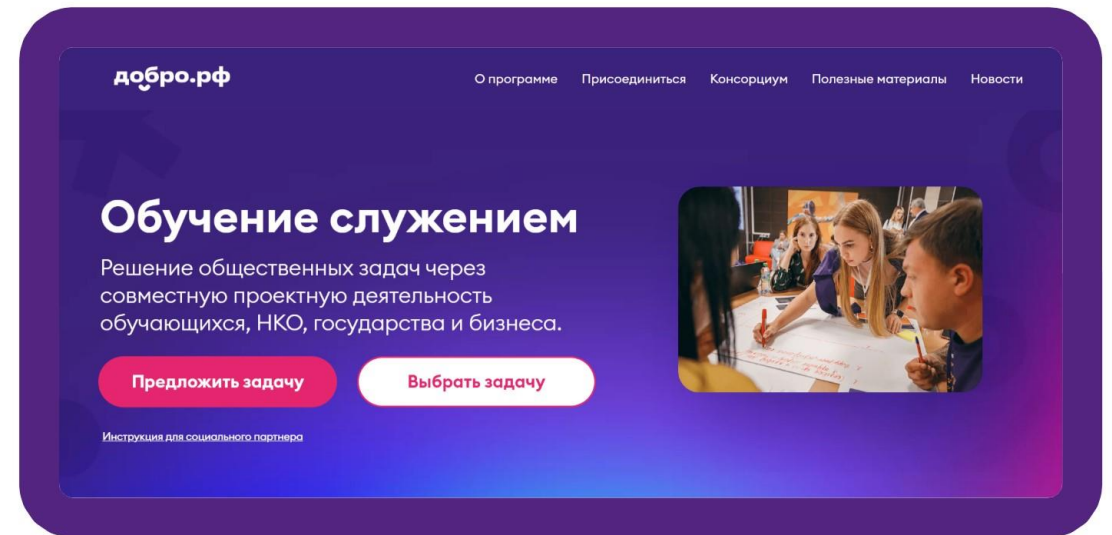 добро.рф
О программе Присоединиться Консорциум Полезные материалы Новости
Обучение служением
Решение общественных задач через
совместную проектную деятельность
обучающихся, НКО, государства и бизнеса.
Предложить задачу Выбрать задачу
Инструкция для социального партнера